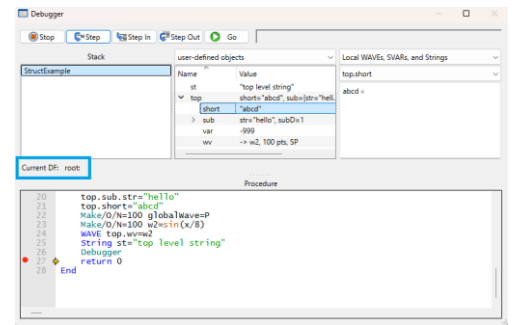 Debugger
Stop Step Step In Step Out Go
Stack
user-defined objects
Local WAVEs, SVARs, and Strings
StructExample
Name Value
top.short
st "top level string"
abcd =
top short="abcd", sub={str="hell.
short "abcd"
sub str="hello", subD=1
var -999
wv -> w2, 100 pts, SP
Current DF: root:
Procedure
20 top.sub.str="hello"
21 top.short="abcd"
22 Make/O/N=100 globalWave=P
23 Make/O/N=100 w2=sin(x/8)
24 WAVE top.wv=w2
25 String st="top level string"
26 Debugger
27 return 0
28 End